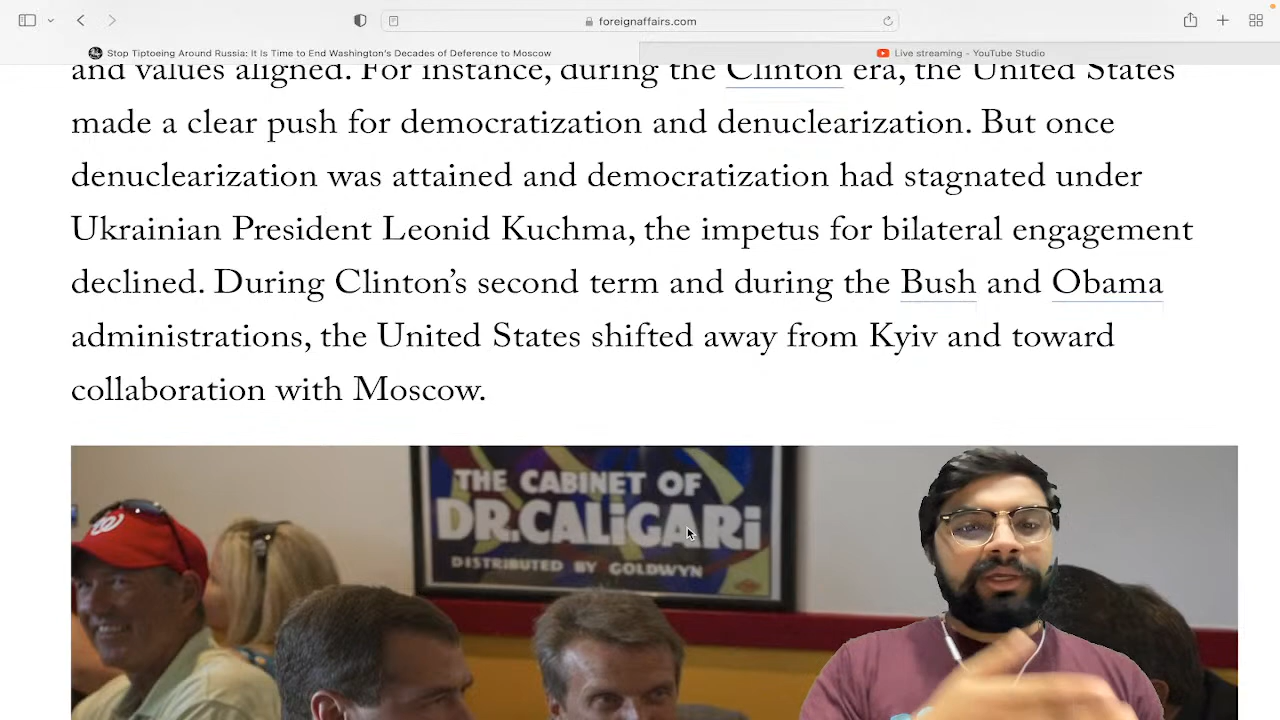 foreignaffairs.com
Stop Tiptoeing Around Russia: It Is Time to End Washington's Decades of Deference to Moscow
Live streaming - YouTube Studio
and values aligned. For instance, during the Clinton era, the United States
made a clear push for democratization and denuclearization. But once
denuclearization was attained and democratization had stagnated under
Ukrainian President Leonid Kuchma, the impetus for bilateral engagement
declined. During Clinton's second term and during the Bush and Obama
administrations, the United States shifted away from Kyiv and toward
collaboration with Moscow.
THE CABINET OF
DR.CALiGARi
DISTRIBUTED BY GOLDWYN
W